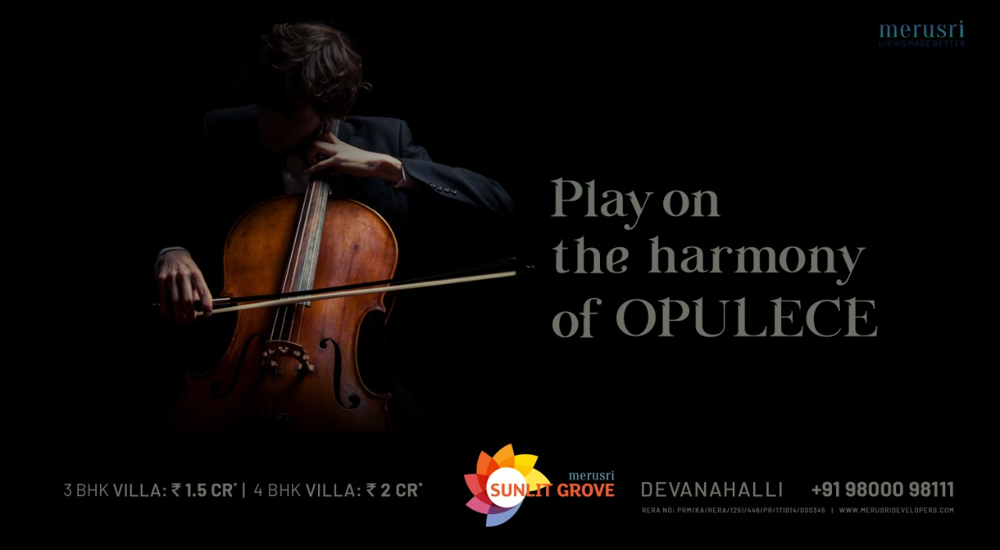 merusri
LIVING MADE BETTER
Play on
the harmony
of OPULECE
3 BHK VILLA: ₹ 1.5 CR* | 4 BHK VILLA: ₹ 2 CR*
merusri
SUNLIT GROVE
DEVANAHALLI +91 98000 98111
RERA NO: PRM/KA/RERA/1251/446/PR/171014/000345 | WWW.MERUSRIDEVELOPERS.COM